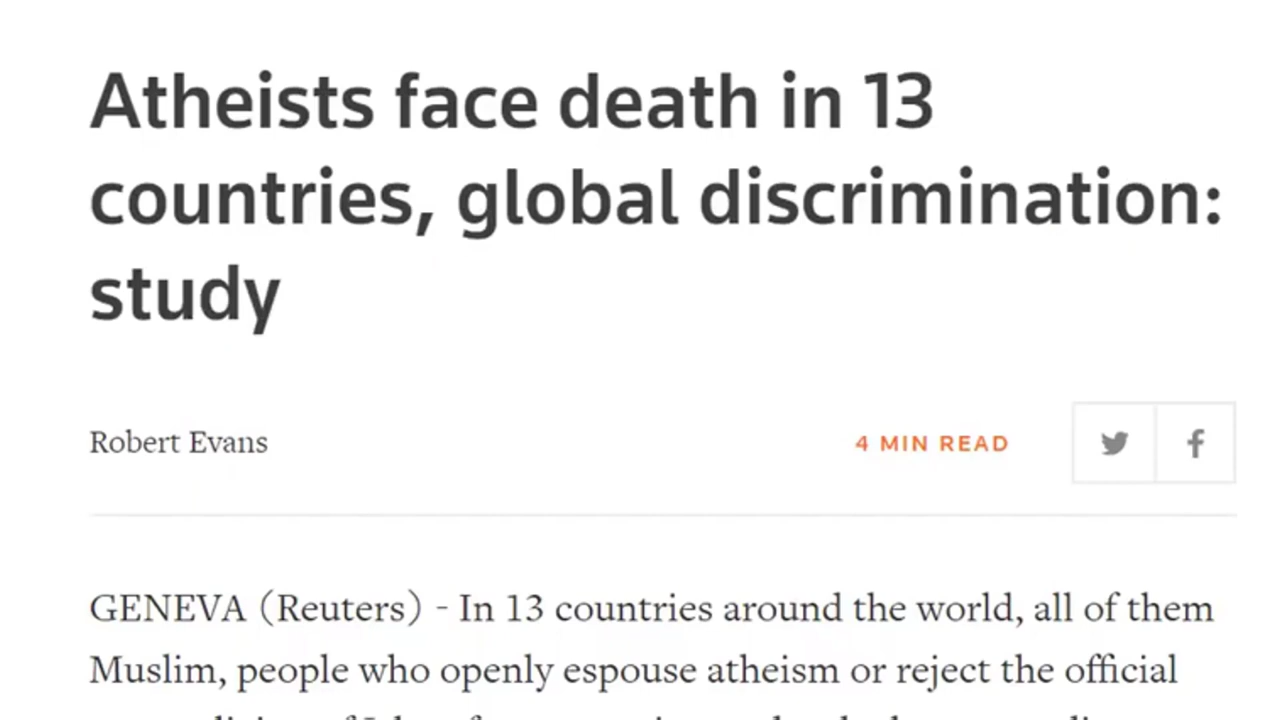 Atheists face death in 13
countries, global discrimination:
study
Robert Evans
4 MIN READ
GENEVA (Reuters) - In 13 countries around the world, all of them
Muslim, people who openly espouse atheism or reject the official